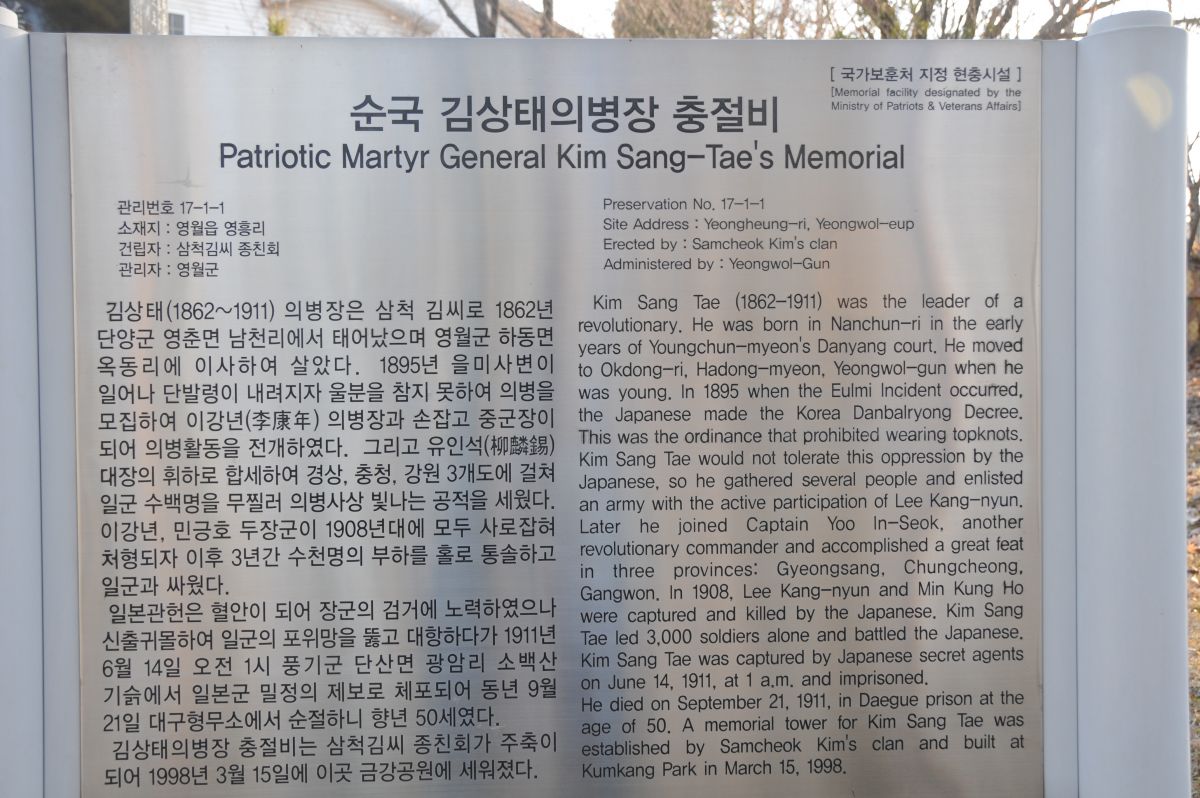 [ 국가보훈처 지정 현충시설 ]
[Memorial facility designated by the
Ministry of Patriots & Veterans Affairs]
순국 김상태의병장 충절비
Patriotic Martyr General Kim Sang-Tae's Memorial
관리번호 17-1-1
소재지 : 영월읍 영흥리
건립자 : 삼척김씨 종친회
관리자 : 영월군
김상태(1862~1911) 의병장은 삼척 김씨로 1862년
단양군 영춘면 남천리에서 태어났으며 영월군 하동면
옥동리에 이사하여 살았다. 1895년 을미사변이
일어나 단발령이 내려지자 울분을 참지 못하여 의병을
모집하여 이강년(李康年) 의병장과 손잡고 중군장이
되어 의병활동을 전개하였다. 그리고 유인석(柳麟錫)
대장의 휘하로 합세하여 경상, 충청, 강원 3개도에 걸쳐
일군 수백명을 무찔러 의병사상 빛나는 공적을 세웠다.
이강년, 민긍호 두장군이 1908년대에 모두 사로잡혀
처형되자 이후 3년간 수천명의 부하를 홀로 통솔하고
일군과 싸웠다.
일본관헌은 혈안이 되어 장군의 검거에 노력하였으나
신출귀몰하여 일군의 포위망을 뚫고 대항하다가 1911년
6월 14일 오전 1시 풍기군 단산면 광암리 소백산
기슭에서 일본군 밀정의 제보로 체포되어 동년 9월
21일 대구형무소에서 순절하니 향년 50세였다.
김상태의병장 충절비는 삼척김씨 종친회가 주축이
되어 1998년 3월 15일에 이곳 금강공원에 세워졌다.
Preservation No. 17-1-1
Site Address : Yeongheung-ri, Yeongwol-eup
Erected by : Samcheok Kim's clan
Administered by : Yeongwol-Gun
Kim Sang Tae (1862-1911) was the leader of a
revolutionary. He was born in Nanchun-ri in the early
years of Youngchun-myeon's Danyang court. He moved
to Okdong-ri, Hadong-myeon, Yeongwol-gun when he
was young. In 1895 when the Eulmi Incident occurred,
the Japanese made the Korea Danbalryong Decree.
This was the ordinance that prohibited wearing topknots.
Kim Sang Tae would not tolerate this oppression by the
Japanese, so he gathered several people and enlisted
an army with the active participation of Lee Kang-nyun.
Later he joined Captain Yoo In-Seok, another
revolutionary commander and accomplished a great feat
in three provinces: Gyeongsang, Chungcheong,
Gangwon. In 1908, Lee Kang-nyun and Min Kung Ho
were captured and killed by the Japanese. Kim Sang
Tae led 3,000 soldiers alone and battled the Japanese.
Kim Sang Tae was captured by Japanese secret agents
on June 14, 1911, at 1 a.m. and imprisoned.
He died on September 21, 1911, in Daegue prison at the
age of 50. A memorial tower for Kim Sang Tae was
established by Samcheok Kim's clan and built at
Kumkang Park in March 15, 1998.